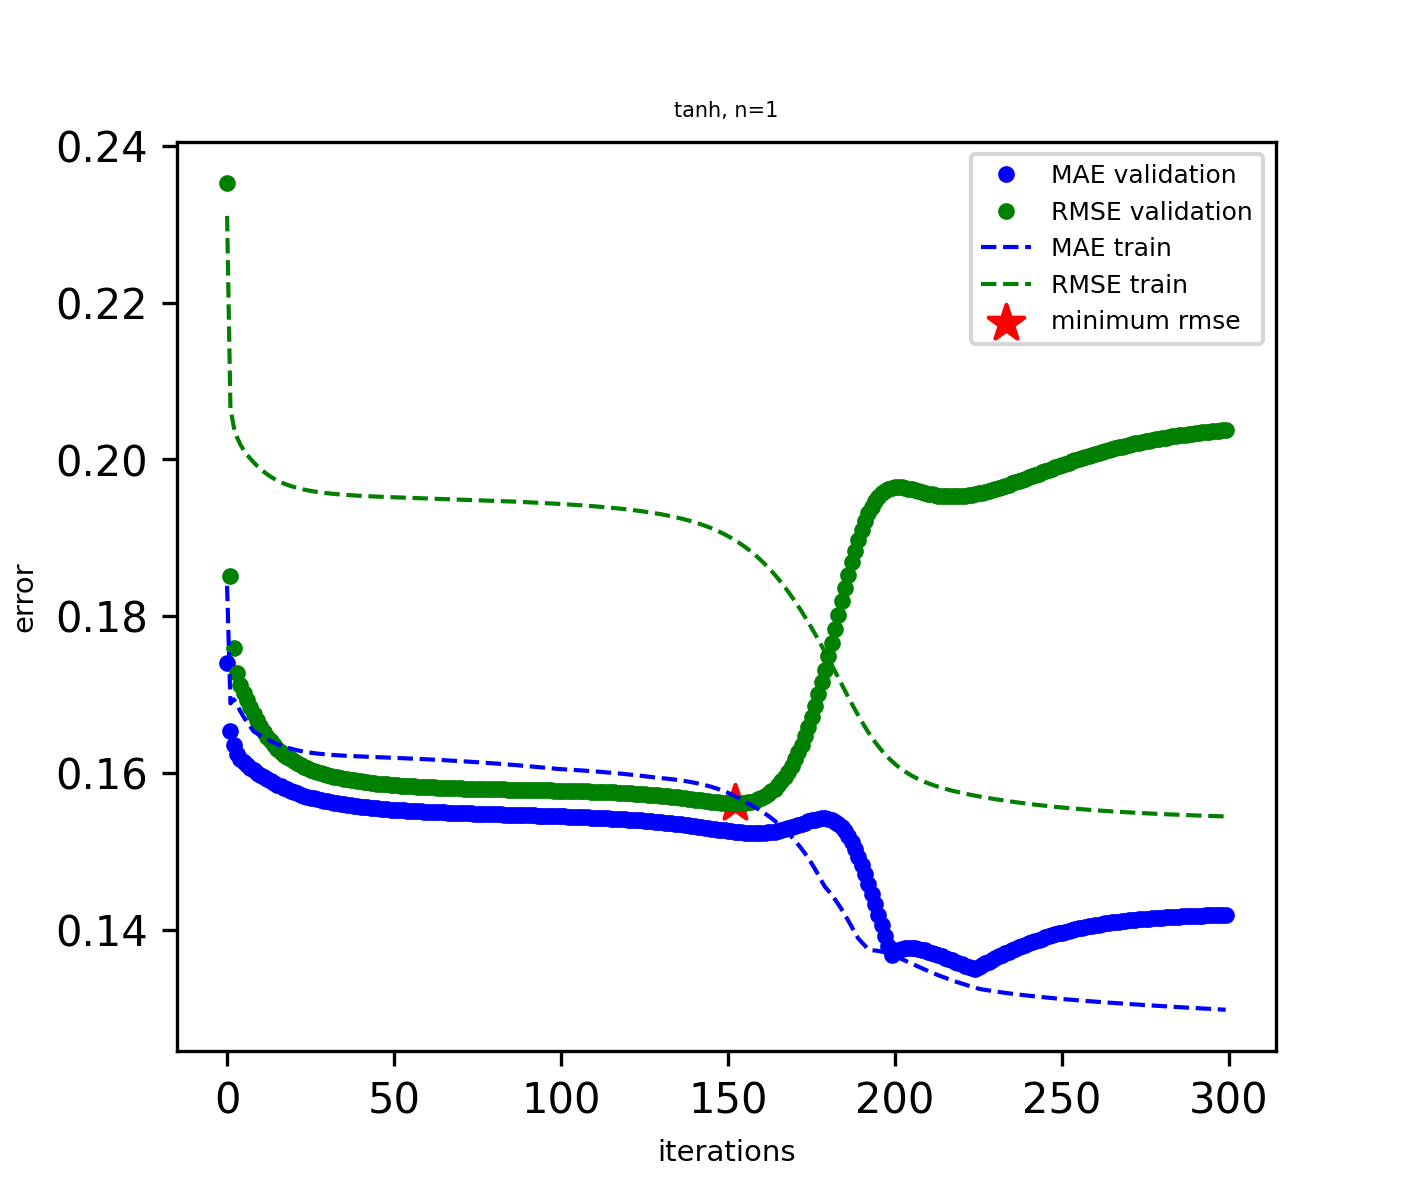 tanh, n=1
0.24
0.22
0.20
0.18
0.16
0.14
error
MAE validation
RMSE validation
MAE train
RMSE train
minimum rmse
0 50 100 150 200 250 300
iterations